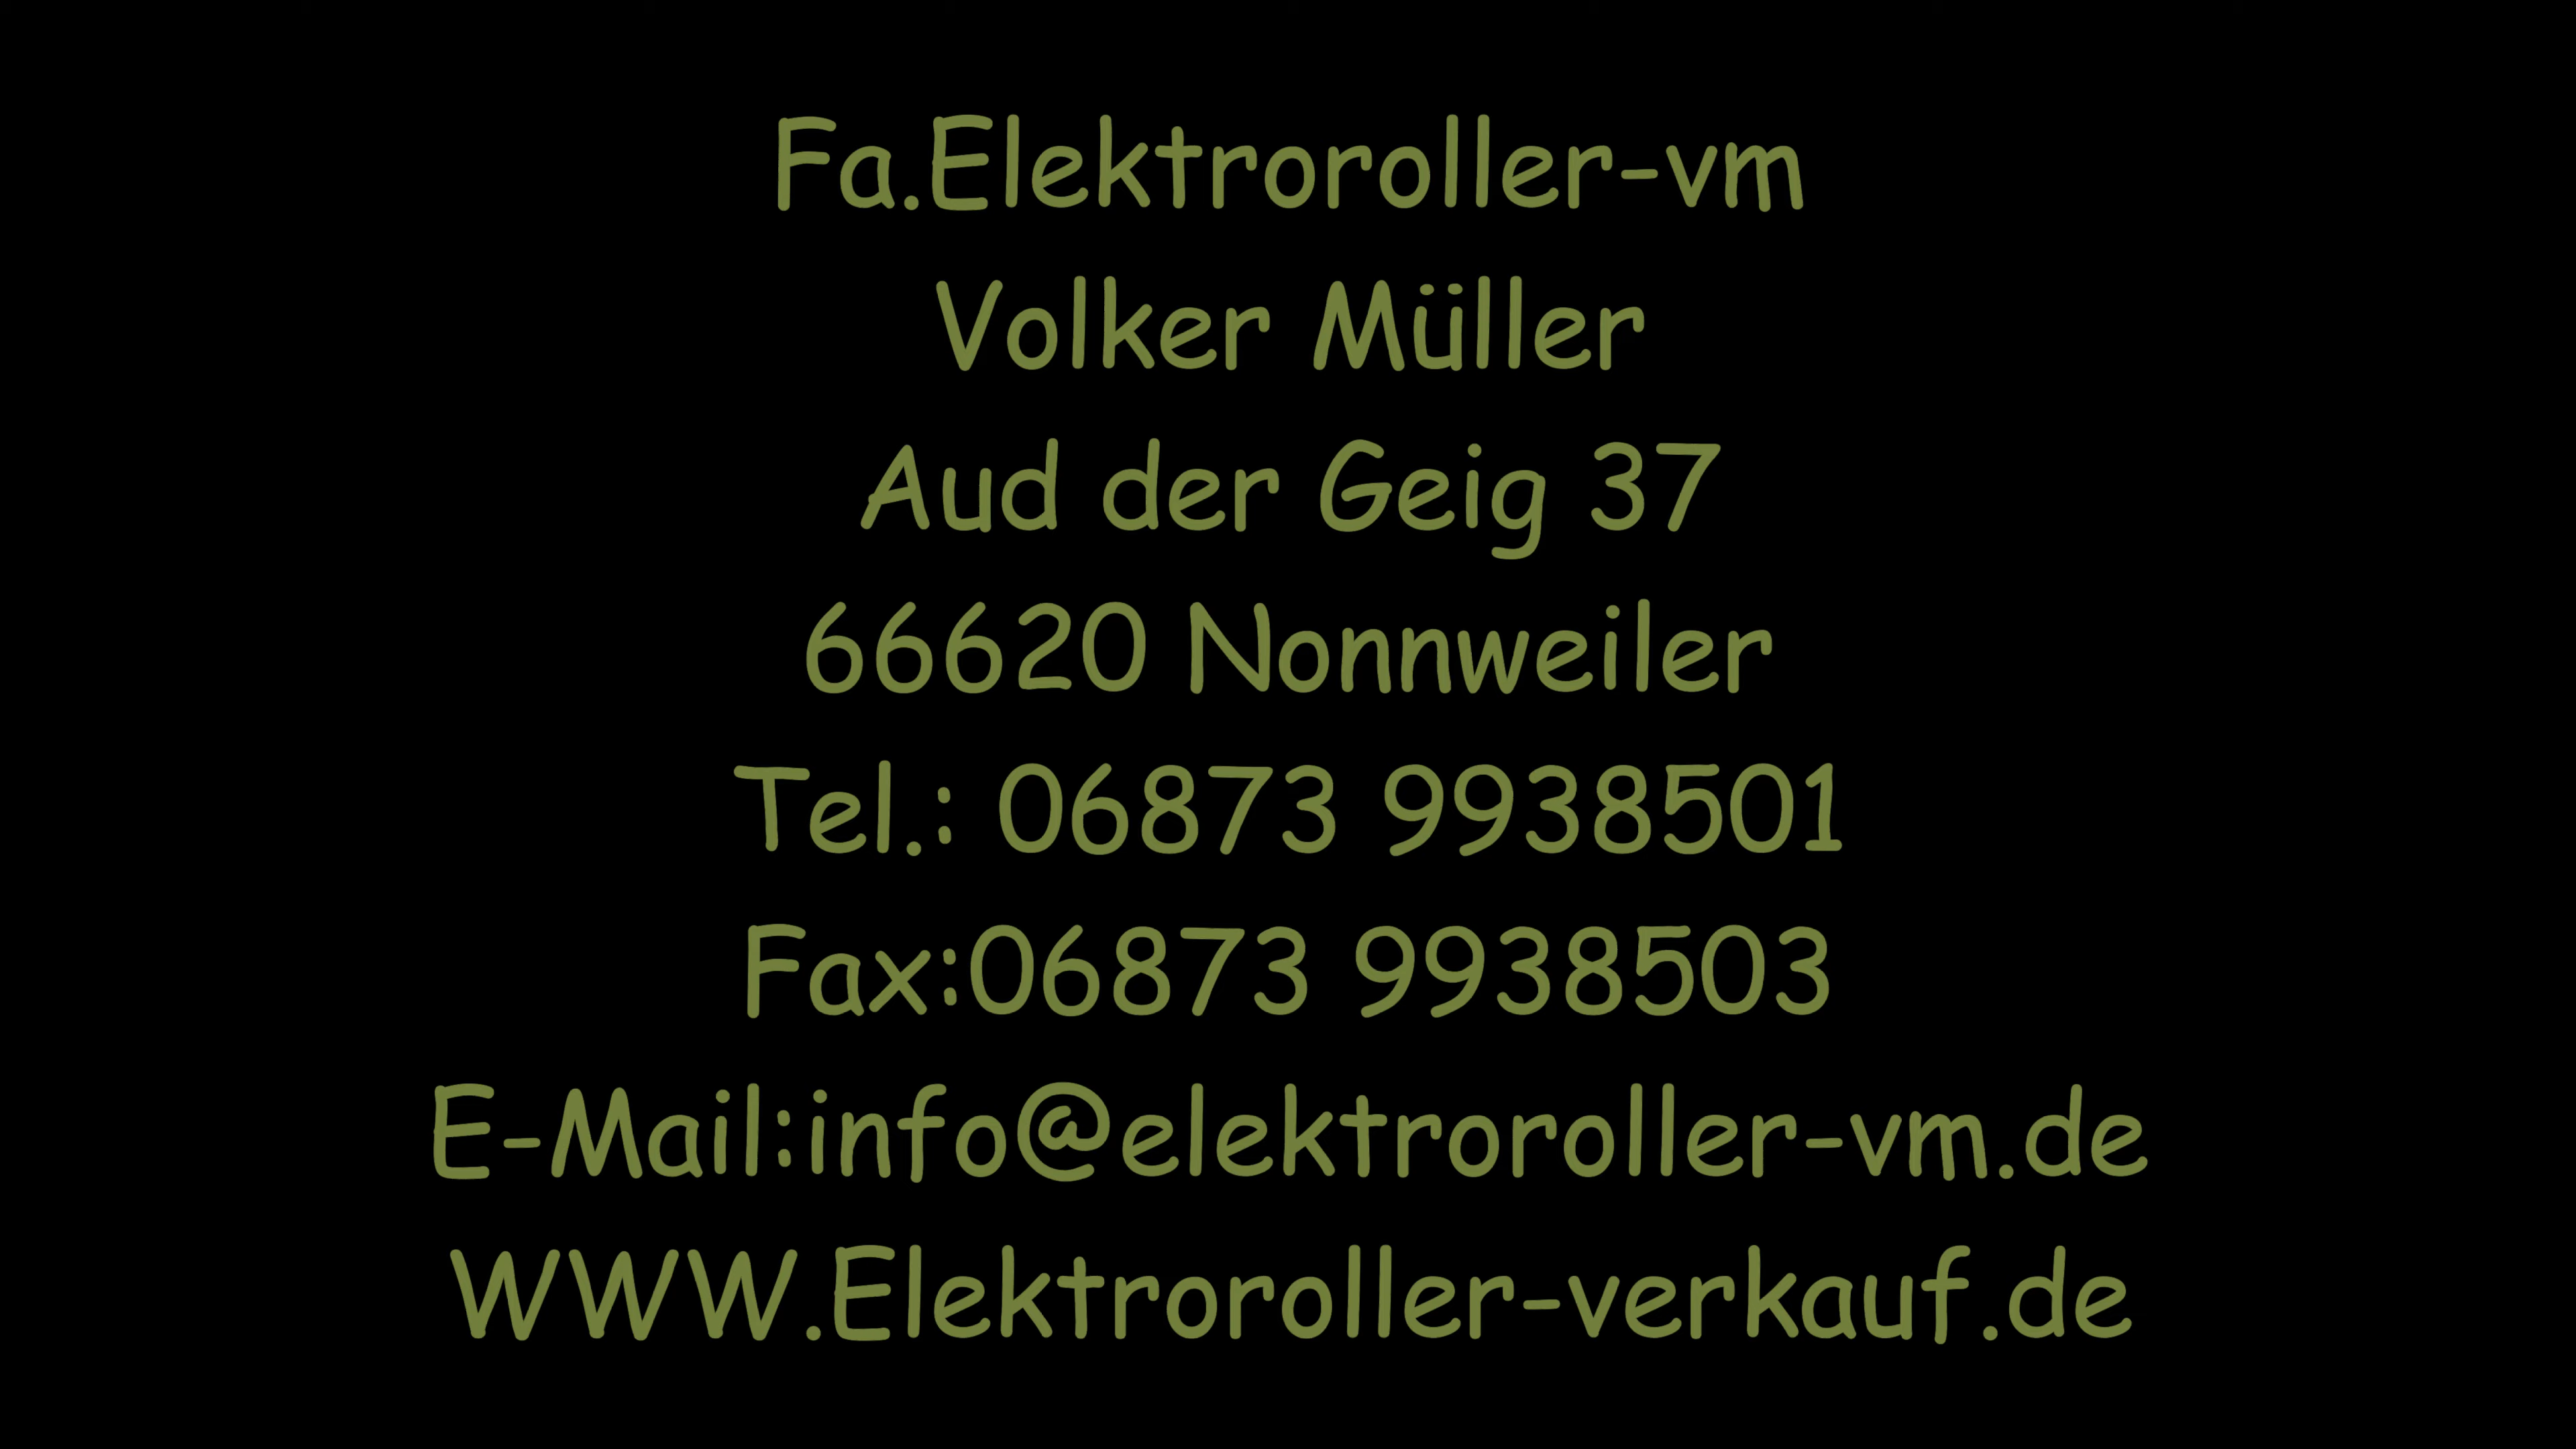 Fa.Elektroroller-vm
Volker Müller
Aud der Geig 37
66620 Nonnweiler
Tel.: 06873 9938501
Fax:06873 9938503
E-Mail:info@elektroroller-vm.de
WWW.Elektroroller-verkauf.de